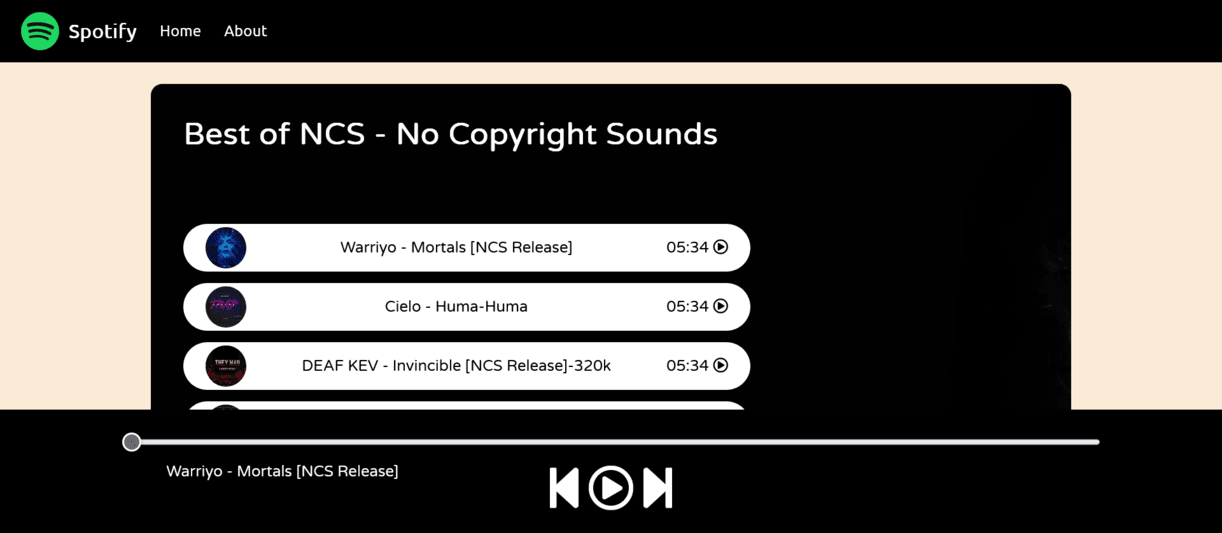 Spotify Home About
Best of NCS - No Copyright Sounds
Warriyo - Mortals [NCS Release] 05:34
Cielo - Huma-Huma 05:34
DEAF KEV - Invincible [NCS Release]-320k 05:34
Warriyo - Mortals [NCS Release]